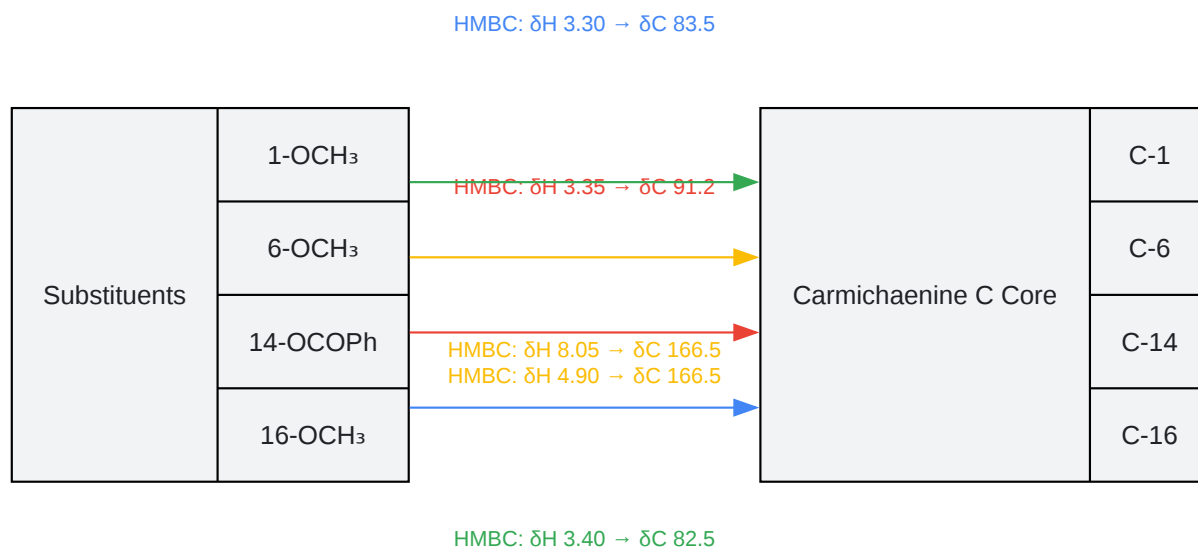 HMBC: δH 3.30 → δC 83.5
Substituents
1-OCH₃
6-OCH₃
14-OCOPh
16-OCH₃
HMBC: δH 3.35 → δC 91.2
HMBC: δH 8.05 → δC 166.5
HMBC: δH 4.90 → δC 166.5
Carmichaenine C Core
C-1
C-6
C-14
C-16
HMBC: δH 3.40 → δC 82.5